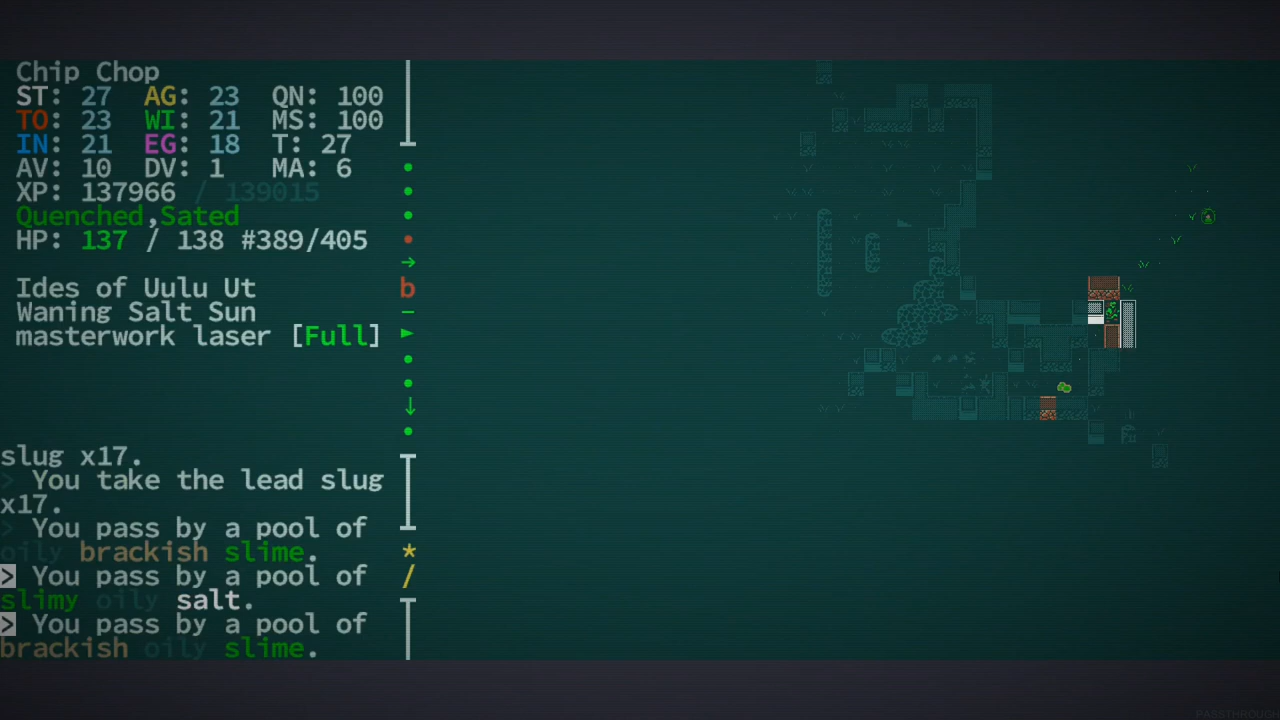 Chip Chop
ST: 27 AG: 23 QN: 100
TO: 23 WI: 21 MS: 100
IN: 21 EG: 18 T: 27
AV: 10 DV: 1 MA: 6
XP: 137966 / 139015
Quenched,Sated
HP: 137 / 138 #389/405
b
Ides of Uulu Ut
Waning Salt Sun
masterwork laser [Full]
slug x17.
> You take the lead slug
x17.
> You pass by a pool of
oily brackish slime.
> You pass by a pool of
slimy oily salt.
> You pass by a pool of
brackish oily slime.
PASSTHROUGH